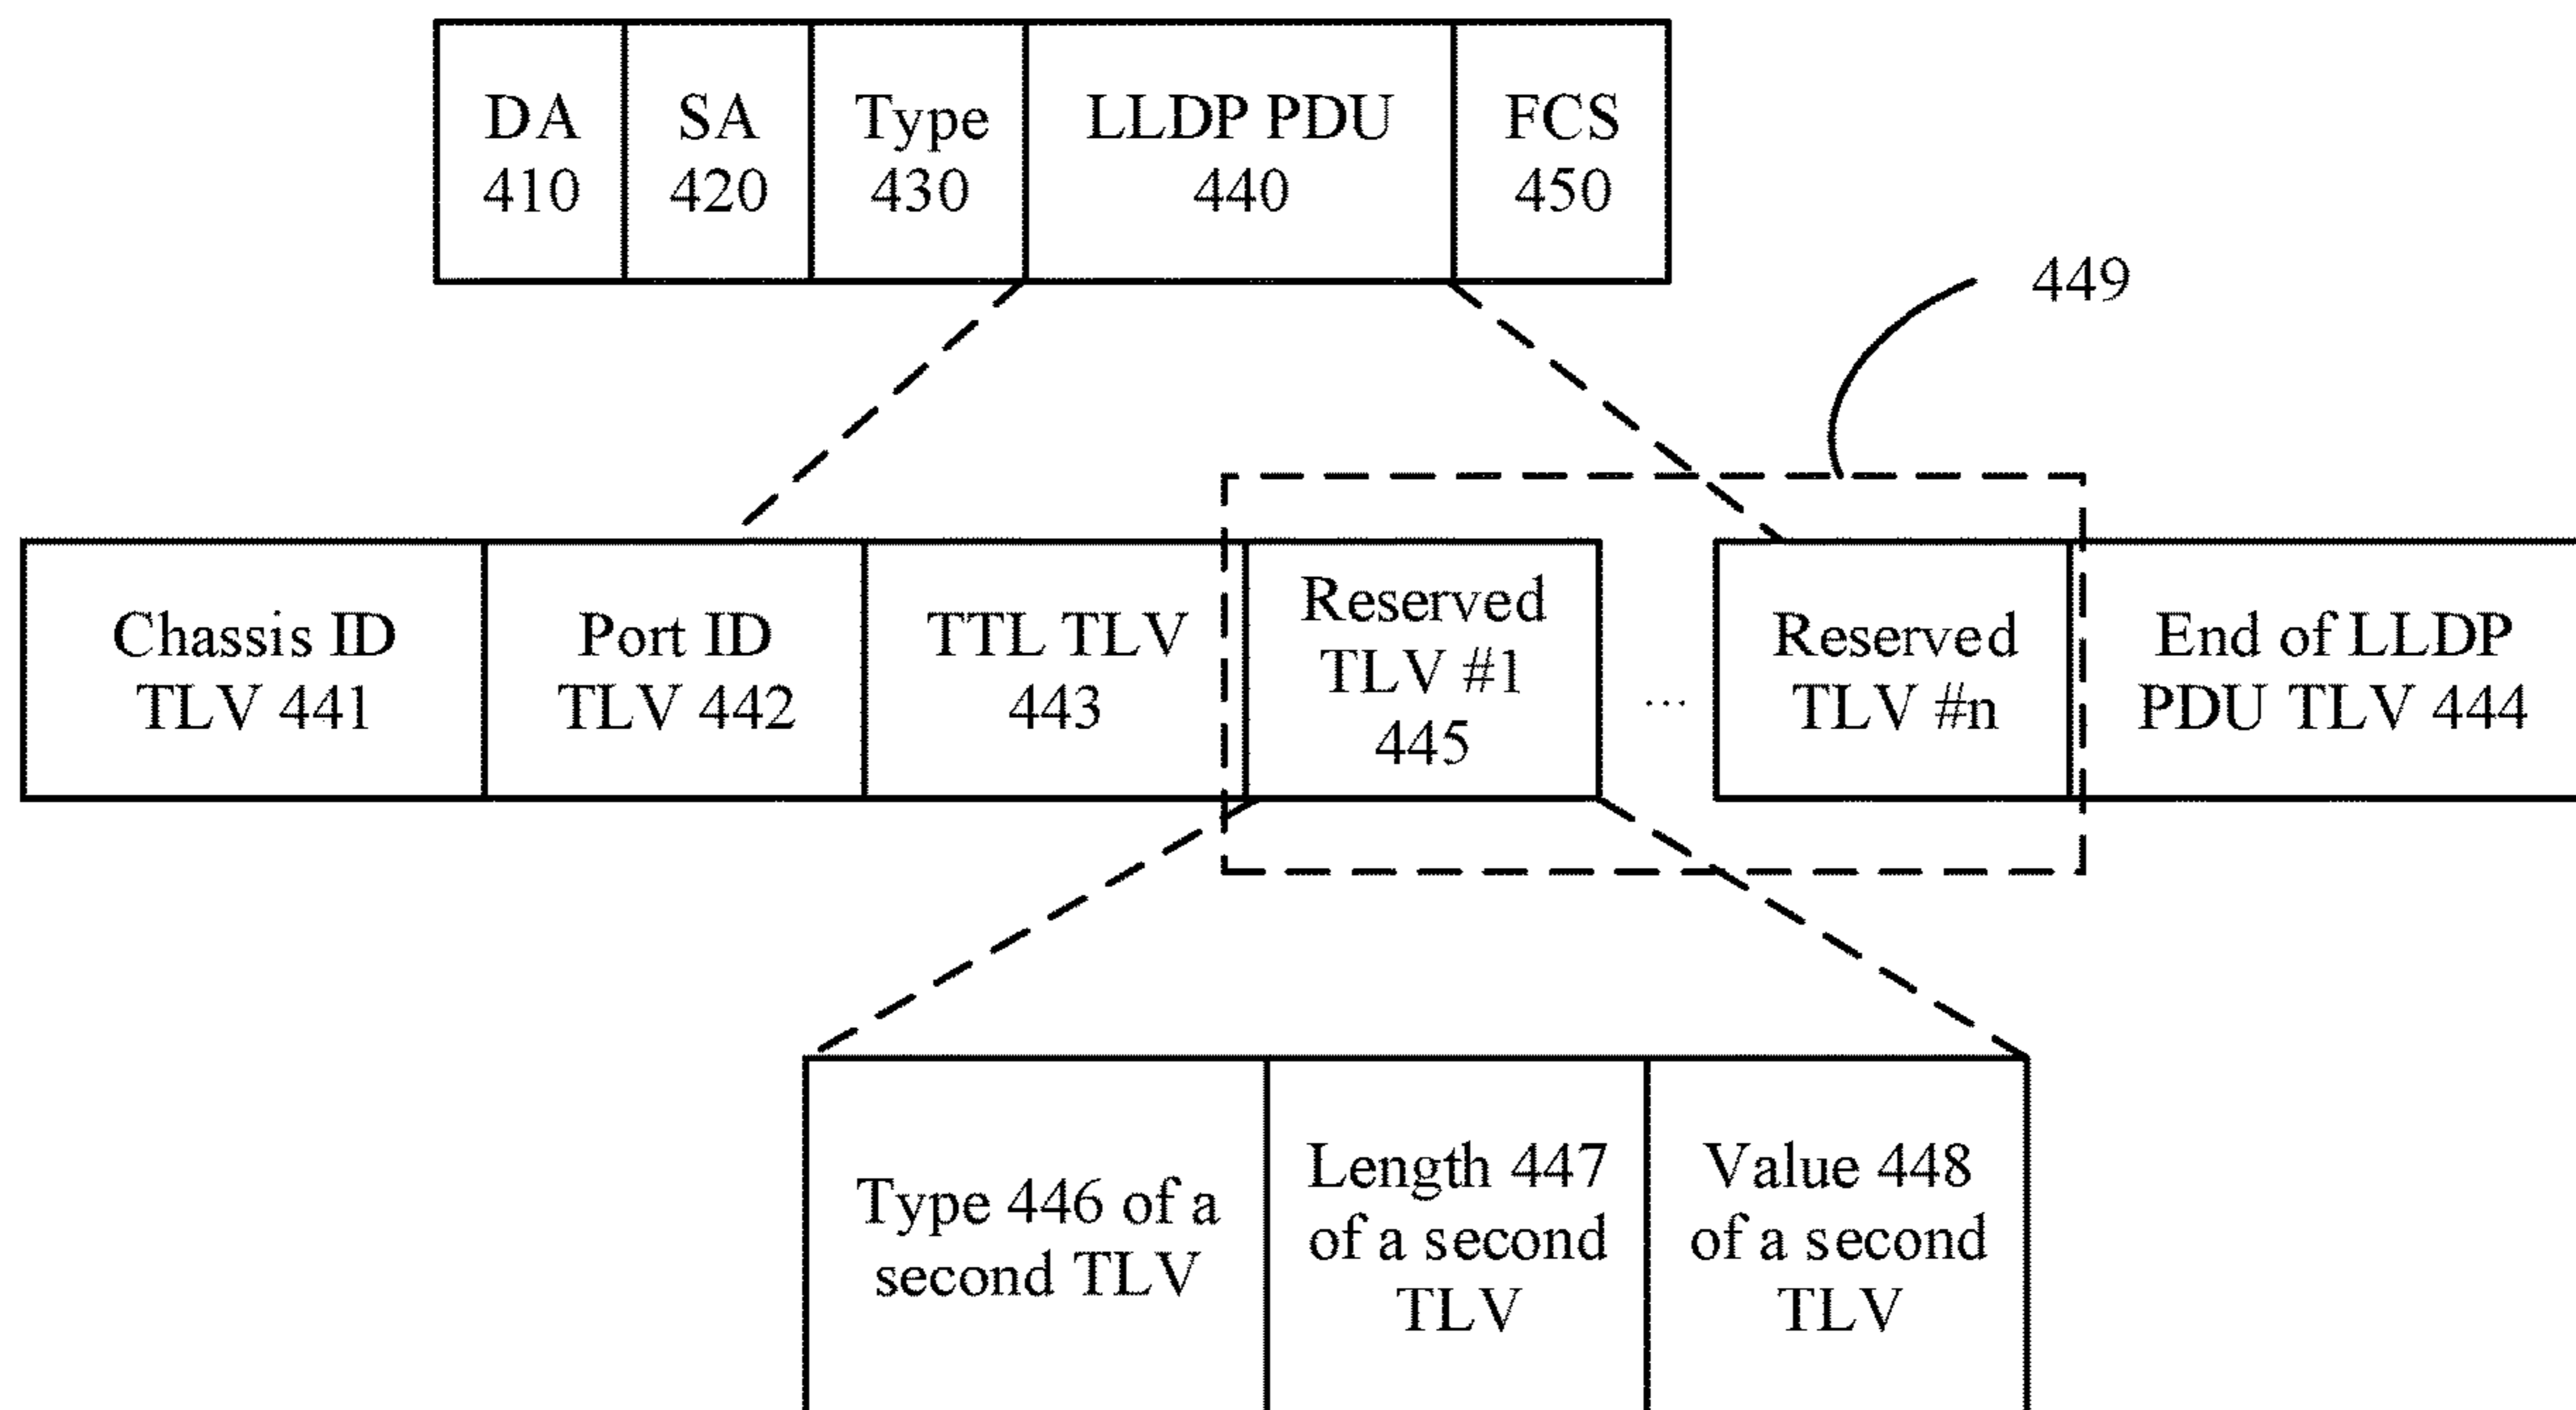 DA
410
SA
420
Type
430
LLDP PDU
440
FCS
450
449
Chassis ID
TLV 441
Port ID
TLV 442
TTL TLV
443
Reserved
TLV #1
445
...
Reserved
TLV #n
End of LLDP
PDU TLV 444
Type 446 of a
second TLV
Length 447
of a second
TLV
Value 448
of a second
TLV